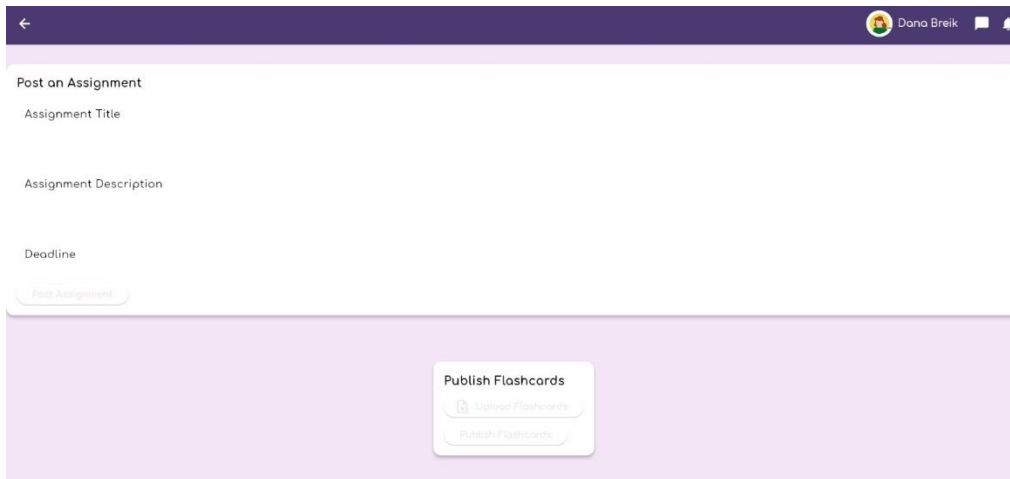 Dana Breik
Post an Assignment
Assignment Title
Assignment Description
Deadline
Post Assignment
Publish Flashcards
Upload Flashcards
Publish Flashcards